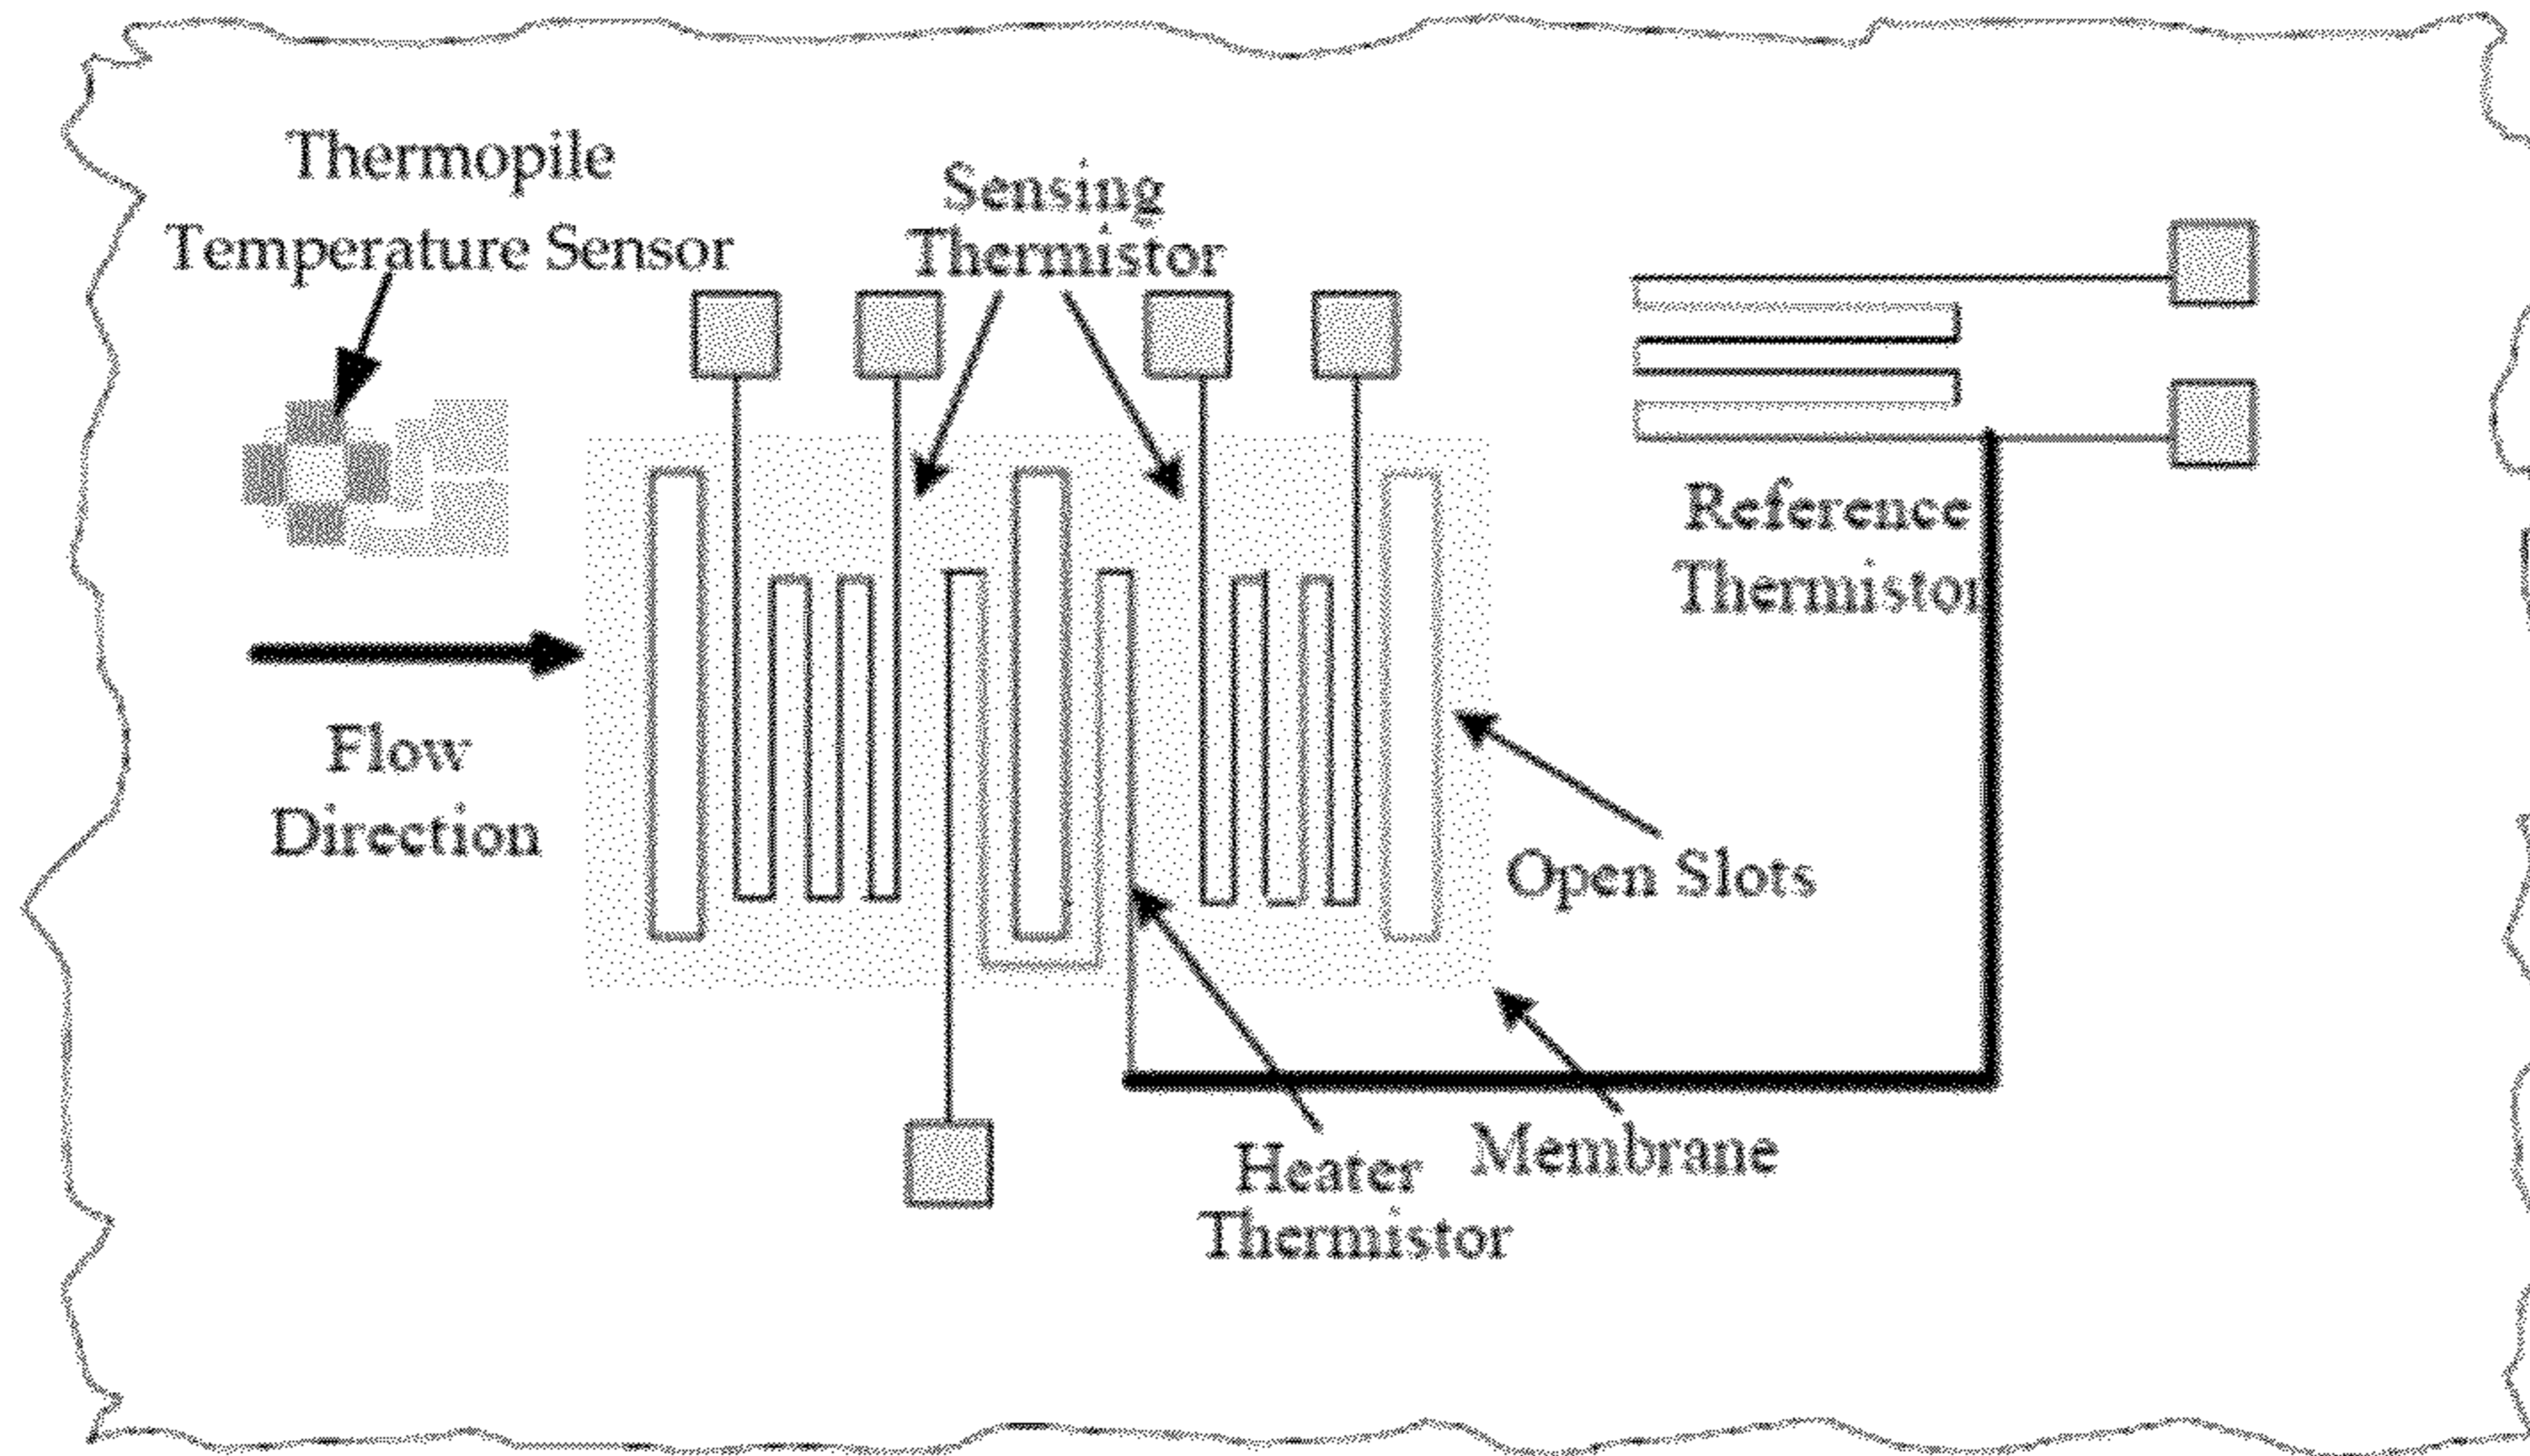 Thermopile
Temperature Sensor
Sensing
Thermistor
Reference
Thermistor
Flow
Direction
Open Slots
Membrane
Heater
Thermistor